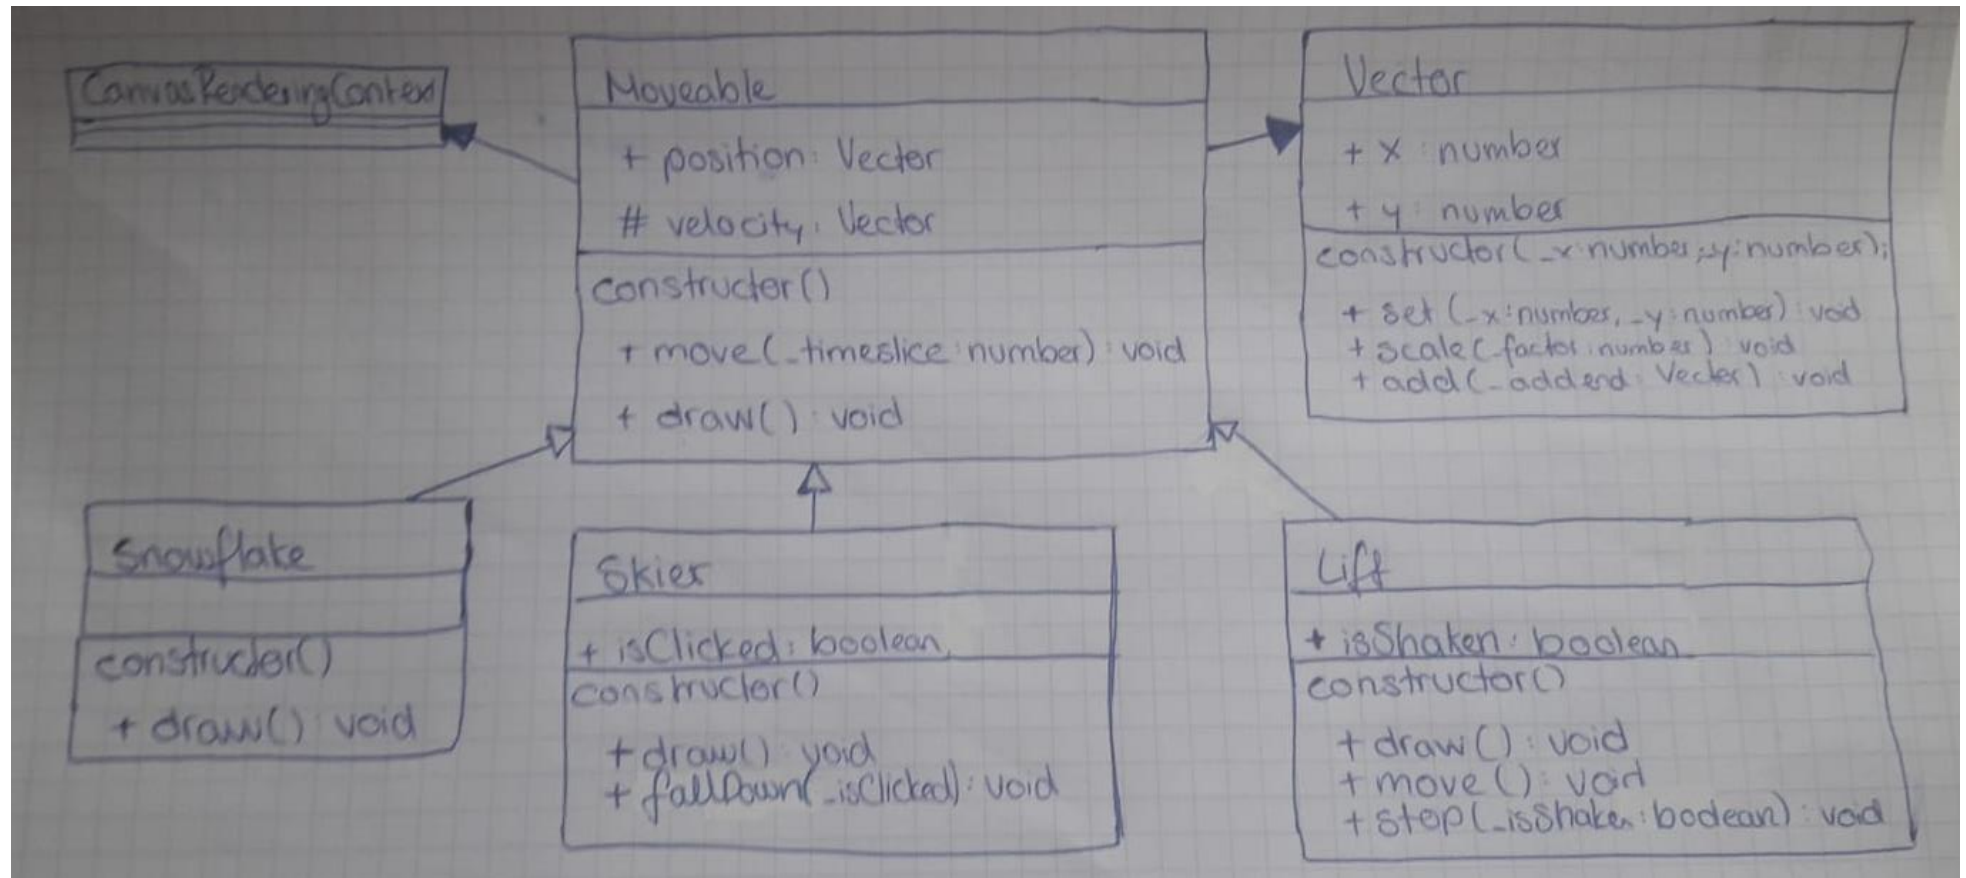 CanvasRenderingContext
Moveable
+ position: Vector
# velocity: Vector
constructor()
+ move(_timeslice: number): void
+ draw(): void
Vector
+ x: number
+ y: number
constructor(_x: number, _y: number);
+ set(_x: number, _y: number): void
+ scale(_factor: number): void
+ add(_addend: Vector): void
Snowflake
constructor()
+ draw(): void
Skier
+ isClicked: boolean
constructor()
+ draw(): void
+ fallDown(_isClicked): void
Lift
+ isShaken: boolean
constructor()
+ draw(): void
+ move(): void
+ stop(_isShaken: boolean): void